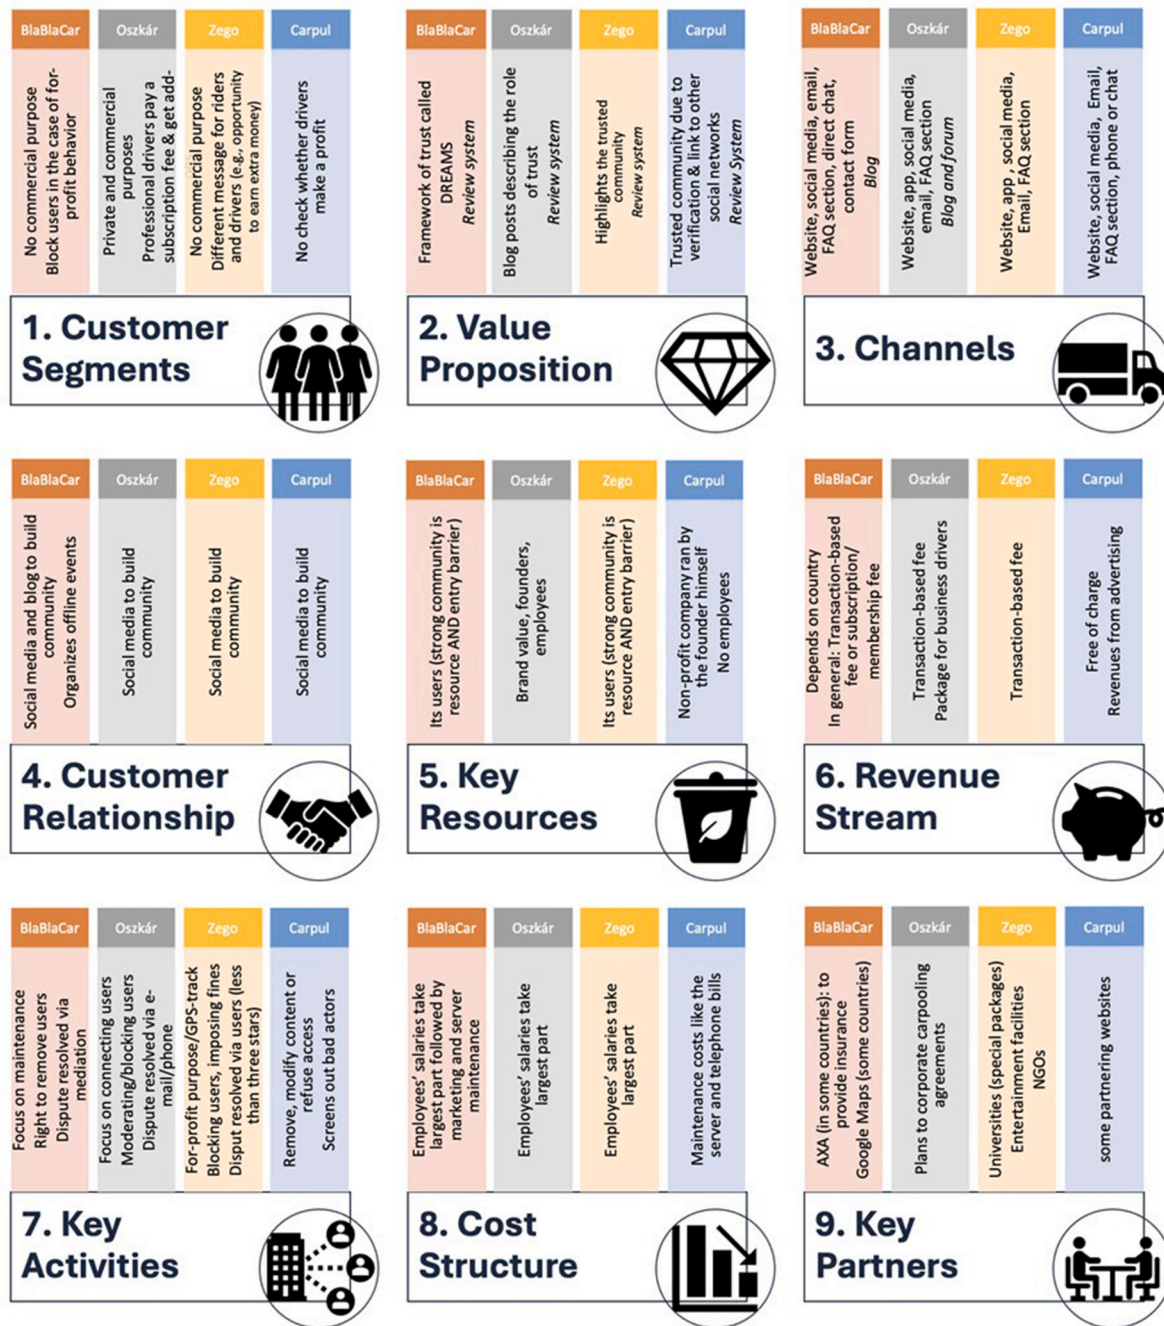 BlaBlaCar
Oszkár
Zego
Carpul
No commercial purpose
Block users in the case of for-
profit behavior
Private and commercial
purposes
Professional drivers pay a
subscription fee & get add-
No commercial purpose
Different message for riders
and drivers (e.g., opportunity
to earn extra money)
No check whether drivers
make a profit
1. Customer
Segments
BlaBlaCar
Oszkár
Zego
Carpul
Framework of trust called
DREAMS
Review system
Blog posts describing the role
of trust
Review system
Highlights the trusted
community
Review system
Trusted community due to
verification & link to other
social networks
Review System
2. Value
Proposition
BlaBlaCar
Oszkár
Zego
Carpul
Website, social media, email,
FAQ section, direct chat,
contact form
Blog
Website, app, social media,
email, FAQ section
Blog and forum
Website, app , social media,
Email, FAQ section
Website, social media, Email,
FAQ section, phone or chat
3. Channels
BlaBlaCar
Oszkár
Zego
Carpul
Social media and blog to build
community
Organizes offline events
Social media to build
community
Social media to build
community
Social media to build
community
4. Customer
Relationship
BlaBlaCar
Oszkár
Zego
Carpul
Its users (strong community is
resource AND entry barrier)
Brand value, founders,
employees
Its users (strong community is
resource AND entry barrier)
Non-profit company ran by
the founder himself
No employees
5. Key
Resources
BlaBlaCar
Oszkár
Zego
Carpul
Depends on country
In general: Transaction-based
fee or subscription/
membership fee
Transaction-based fee
Package for business drivers
Transaction-based fee
Free of charge
Revenues from advertising
6. Revenue
Stream
BlaBlaCar
Oszkár
Zego
Carpul
Focus on maintenance
Right to remove users
Dispute resolved via
mediation
Focus on connecting users
Moderating/blocking users
Dispute resolved via e-
mail/phone
For-profit purpose/GPS-track
Blocking users, imposing fines
Disput resolved via users (less
than three stars)
Remove, modify content or
refuse access
Screens out bad actors
7. Key
Activities
BlaBlaCar
Oszkár
Zego
Carpul
Employees' salaries take
largest part followed by
marketing and server
maintenance
Employees' salaries take
largest part
Employees' salaries take
largest part
Maintenance costs like the
server and telephone bills
8. Cost
Structure
BlaBlaCar
Oszkár
Zego
Carpul
AXA (in some countries): to
provide insurance
Google Maps (some countries)
Plans to corporate carpooling
agreements
Universities (special packages)
Entertainment facilities
NGOs
some partnering websites
9. Key
Partners